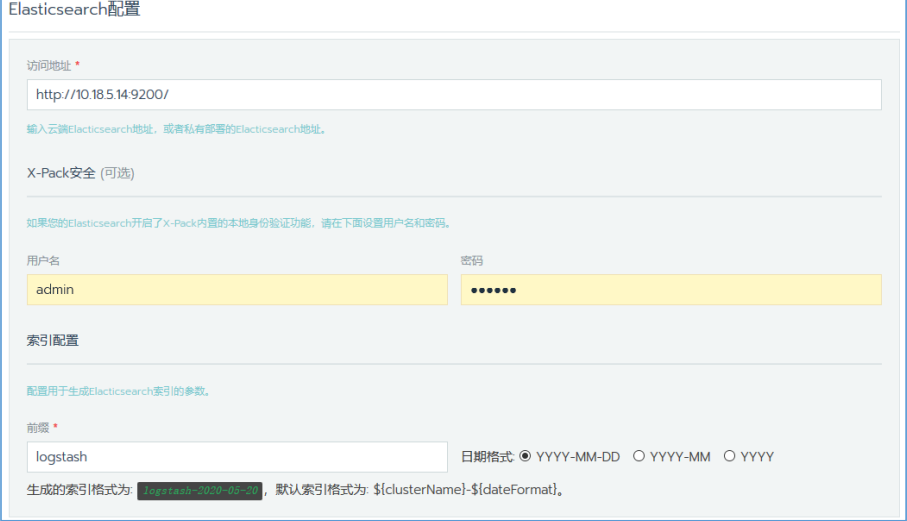 Elasticsearch配置
访问地址 *
http://10.18.5.14:9200/
输入云端Elacticsearch地址，或者私有部署的Elacticsearch地址。
X-Pack安全 (可选)
如果您的Elasticsearch开启了X-Pack内置的本地身份验证功能，请在下面设置用户名和密码。
用户名 密码
admin ●●●●●●
索引配置
配置用于生成Elacticsearch索引的参数。
前缀 *
logstash 日期格式: YYYY-MM-DD YYYY-MM YYYY
生成的索引格式为: logstash-2020-05-20，默认索引格式为: ${clusterName}-${dateFormat}。